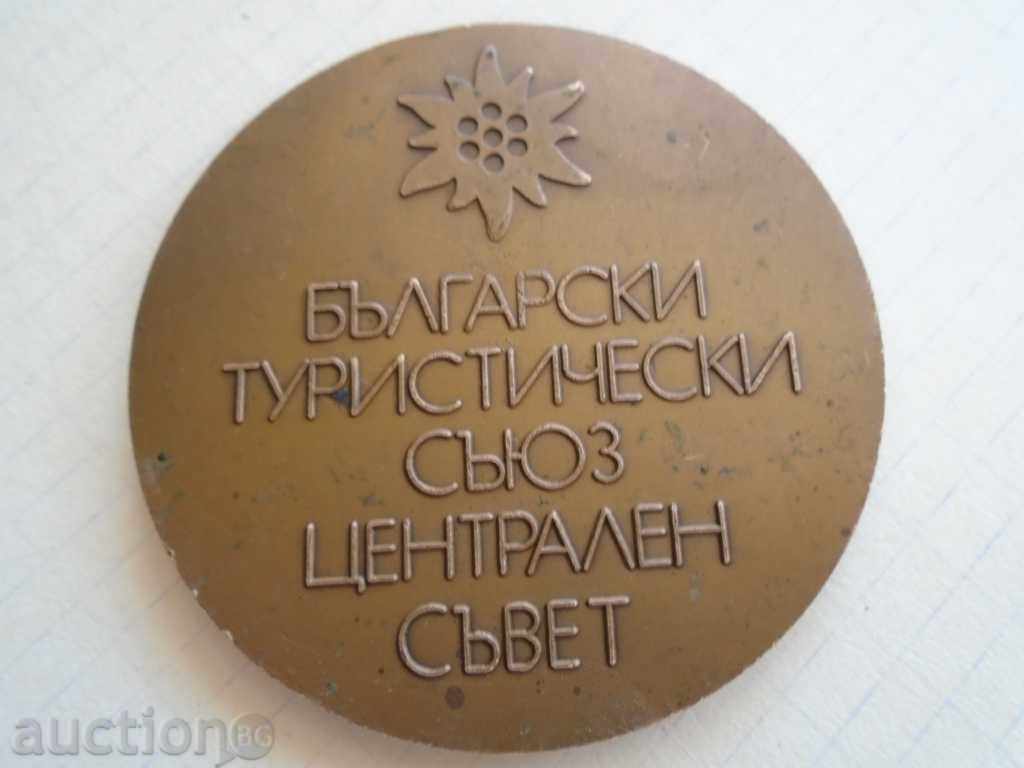 БЪЛГАРСКИ
ТУРИСТИЧЕСКИ
СЪЮЗ
ЦЕНТРАЛЕН
СЪВЕТ
auction BG